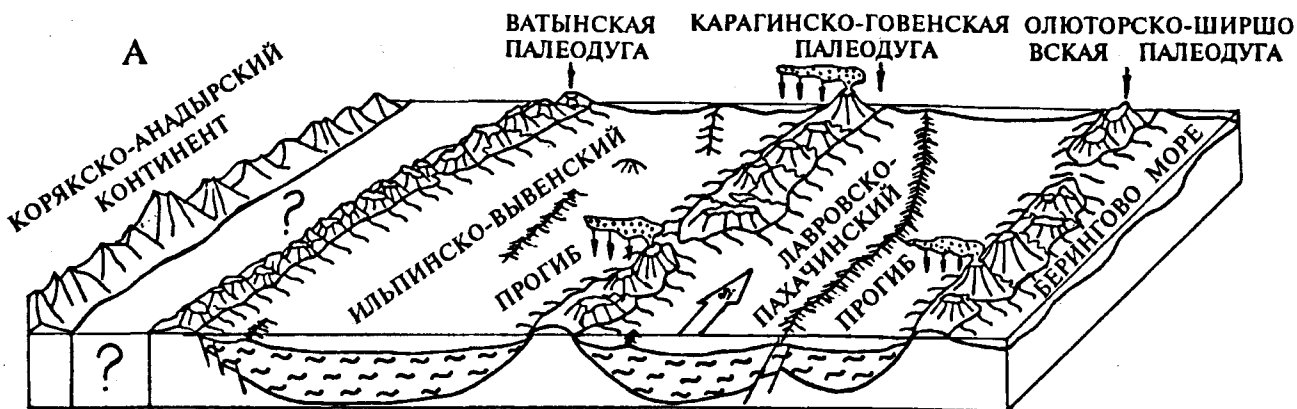 А
ВАТЫНСКАЯ
ПАЛЕОДУГА
КАРАГИНСКО-ГОВЕНСКАЯ
ПАЛЕОДУГА
ОЛЮТОРСКО-ШИРШО
ВСКАЯ ПАЛЕОДУГА
КОРЯКСКО-АНАДЫРСКИЙ
КОНТИНЕНТ
?
ИЛЬПИНСКО-ВЫВЕНСКИЙ
ПРОГИБ
ЛАВРОВСКО-
ПАХАЧИНСКИЙ
ПРОГИБ
БЕРИНГОВО МОРЕ
?